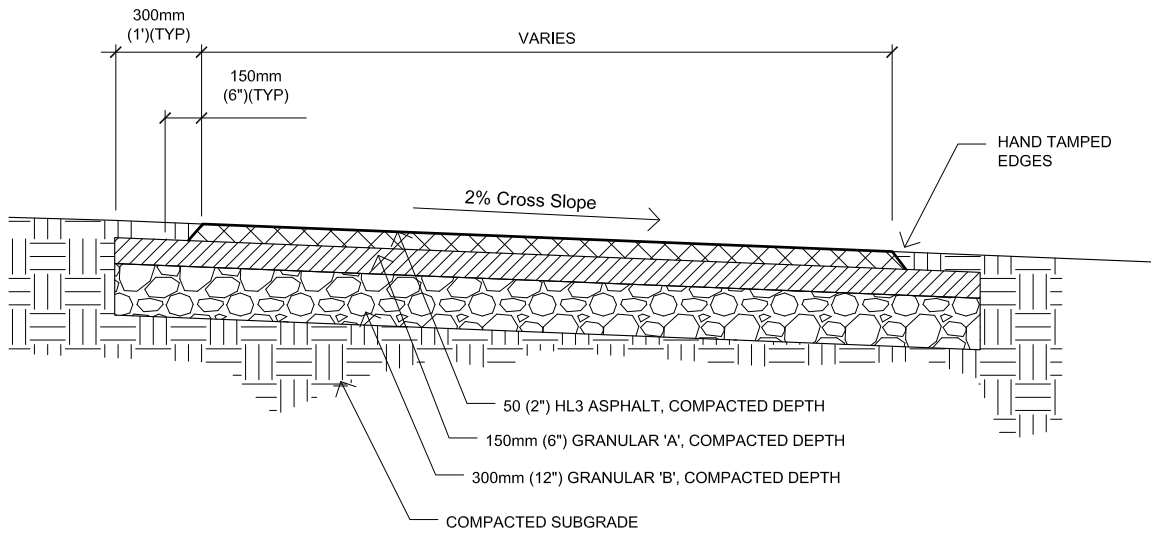 300mm
(1')(TYP)
VARIES
150mm
(6")(TYP)
HAND TAMPED
EDGES
2% Cross Slope
50 (2") HL3 ASPHALT, COMPACTED DEPTH
150mm (6") GRANULAR 'A', COMPACTED DEPTH
300mm (12") GRANULAR 'B', COMPACTED DEPTH
COMPACTED SUBGRADE